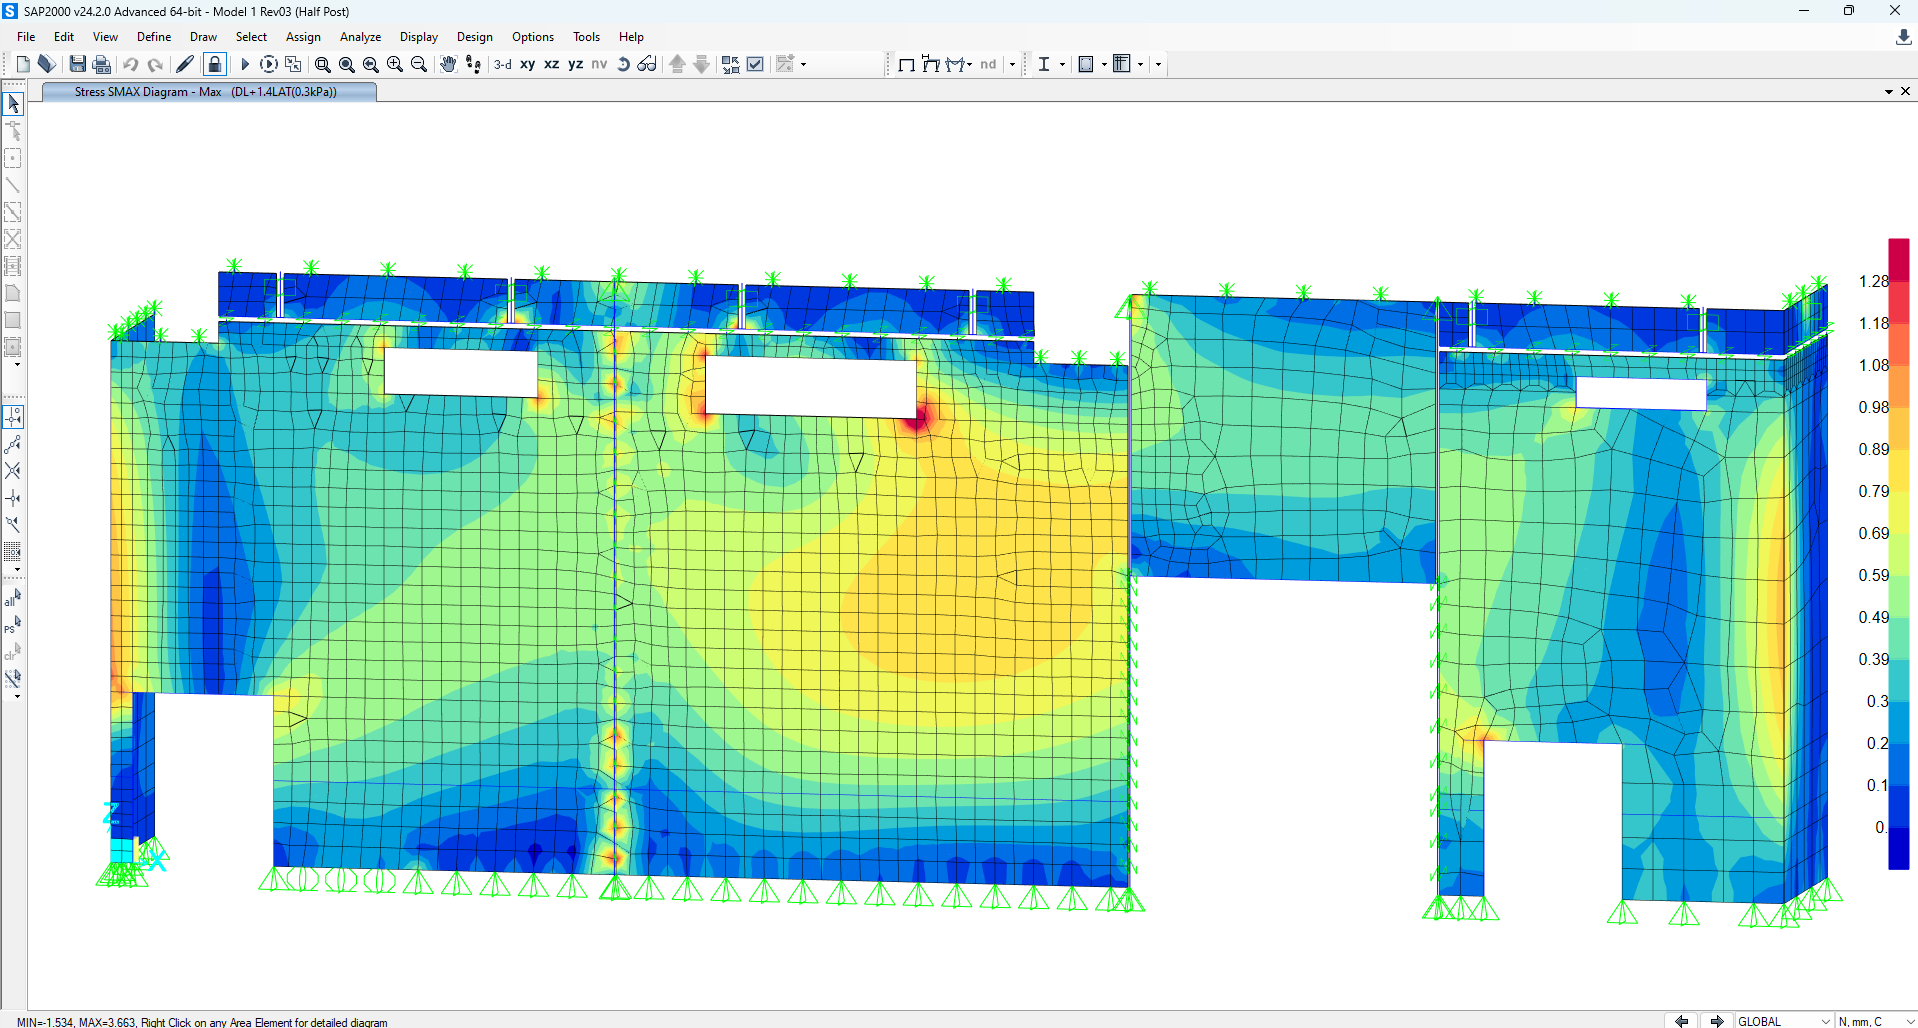 SAP2000 v24.2.0 Advanced 64-bit - Model 1 Rev03 (Half Post)
File Edit View Define Draw Select Assign Analyze Display Design Options Tools Help
3-d xy xz yz nv nd
Stress SMAX Diagram - Max (DL+1.4LAT(0.3kPa))
all
PS
clr
1.28
1.18
1.08
0.98
0.89
0.79
0.69
0.59
0.49
0.39
0.3
0.2
0.1
0.
Z
X
MIN=-1.534, MAX=3.663, Right Click on any Area Element for detailed diagram
GLOBAL
N, mm, C